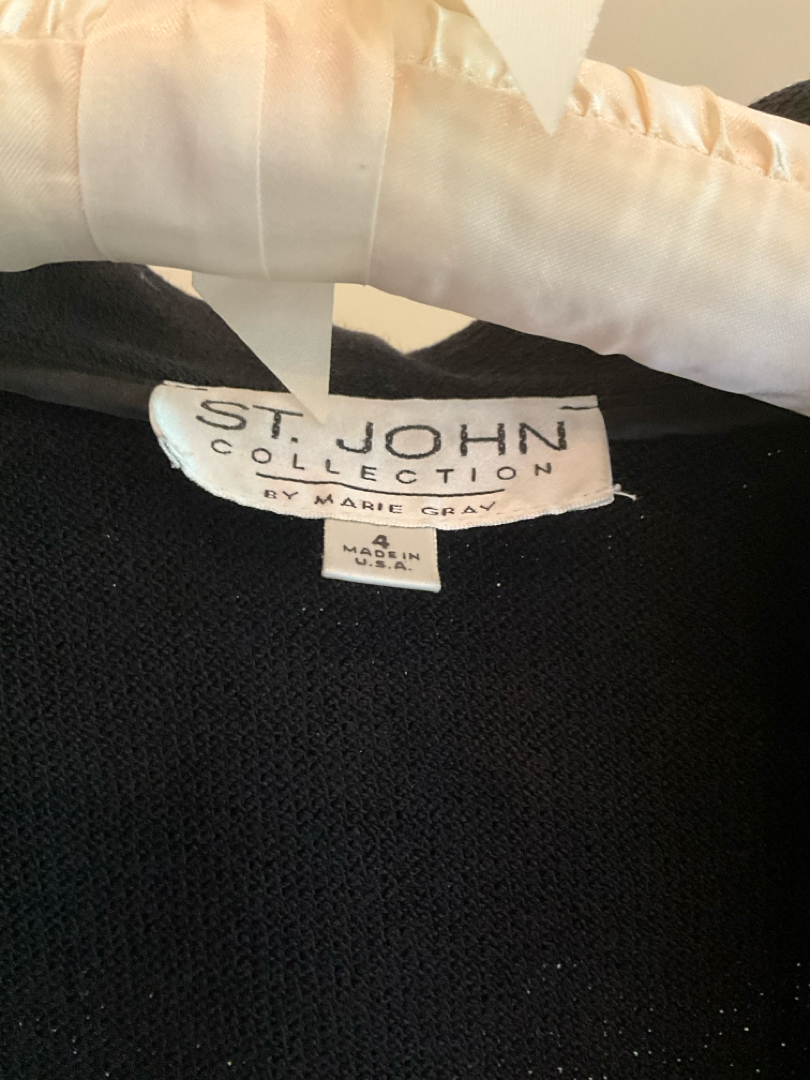 ST. JOHN
COLLECTION
BY MARIE GRAY
4
MADE IN
U.S.A.